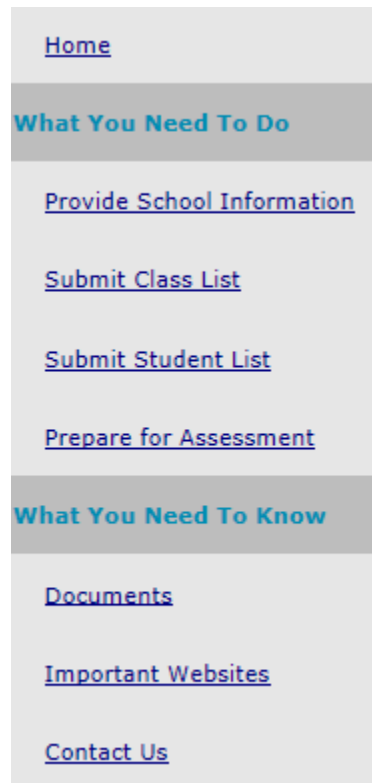 Home
What You Need To Do
Provide School Information
Submit Class List
Submit Student List
Prepare for Assessment
What You Need To Know
Documents
Important Websites
Contact Us